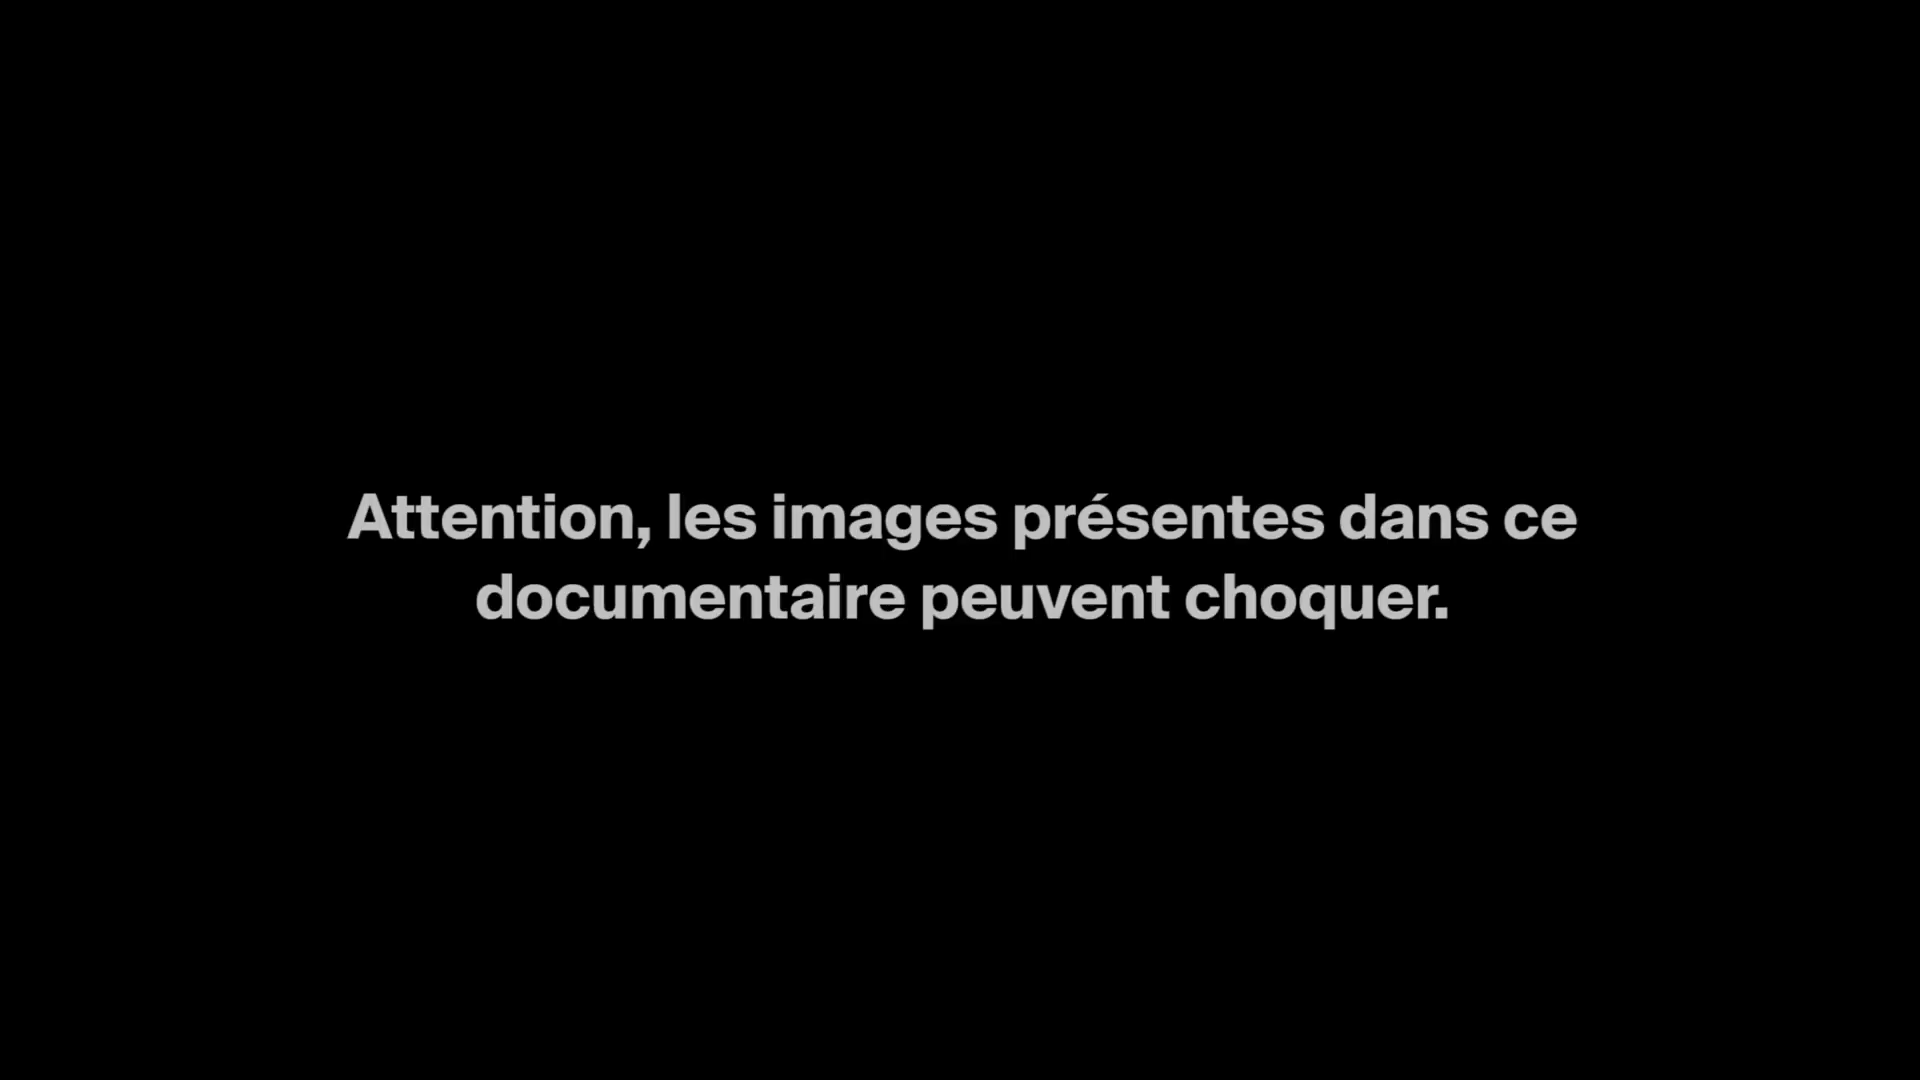 Attention, les images présentes dans ce
documentaire peuvent choquer.